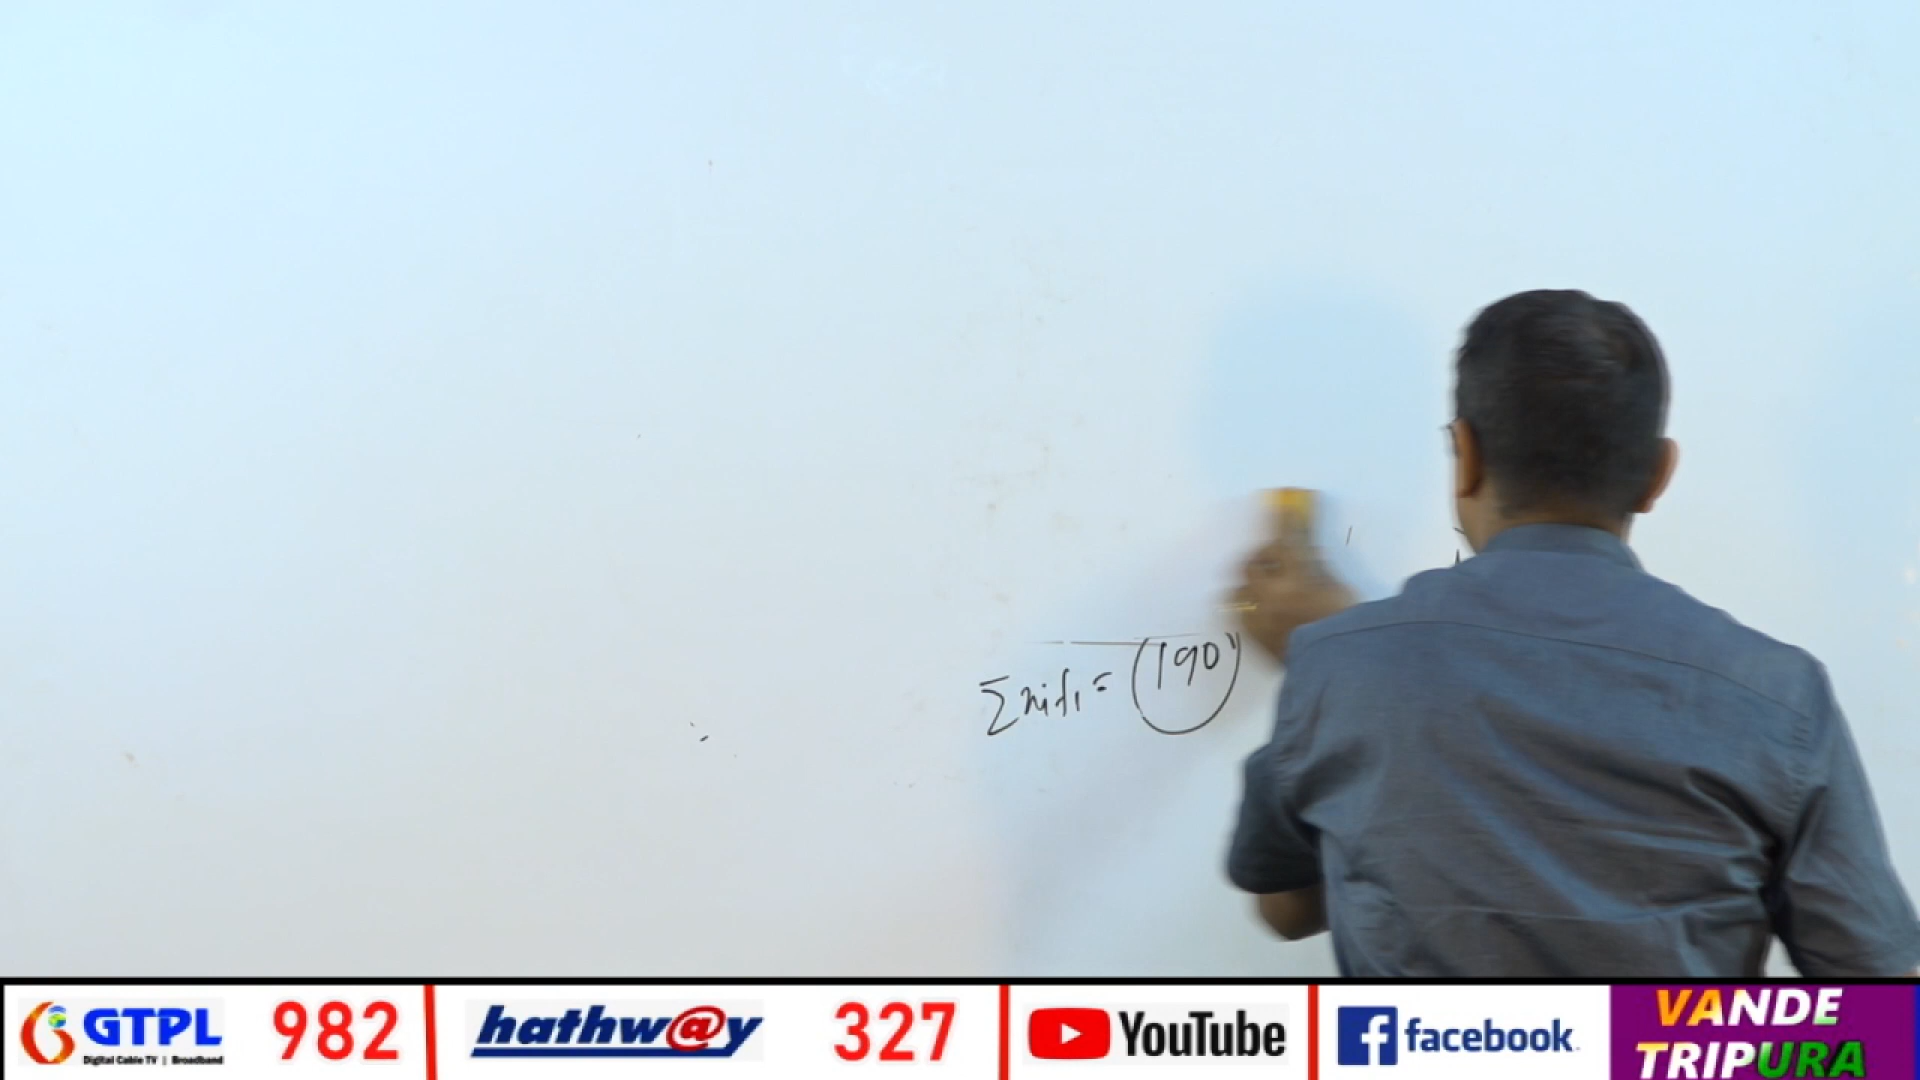 Σxifi = 190
GTPL 982 hathw@y 327 YouTube facebook VANDE
Digital Cable TV | Broadband TRIPURA